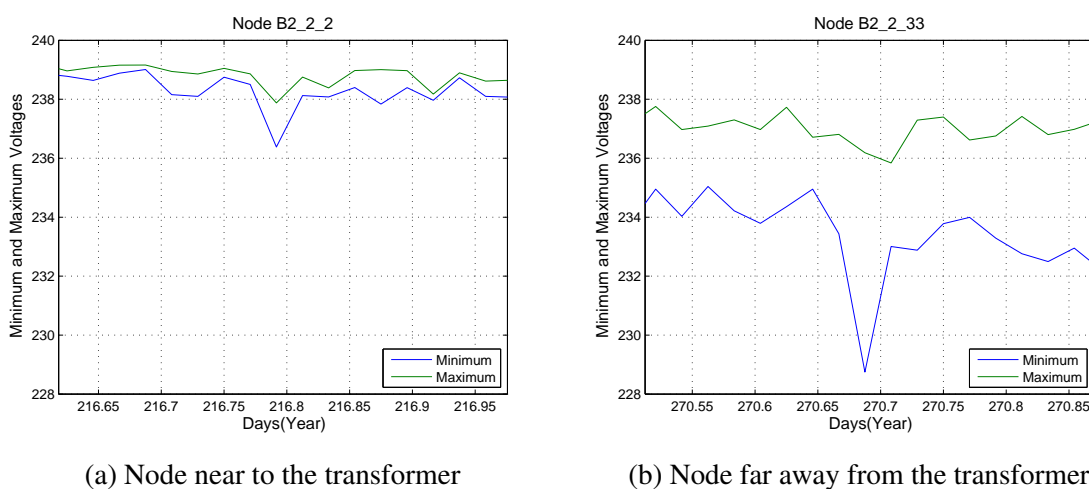 Node B2_2_2
240
238
236
234
232
230
228
Minimum and Maximum Voltages
216.65 216.7 216.75 216.8 216.85 216.9 216.95
Days(Year)
Minimum
Maximum
(a) Node near to the transformer
Node B2_2_33
240
238
236
234
232
230
228
Minimum and Maximum Voltages
270.55 270.6 270.65 270.7 270.75 270.8 270.85
Days(Year)
Minimum
Maximum
(b) Node far away from the transformer